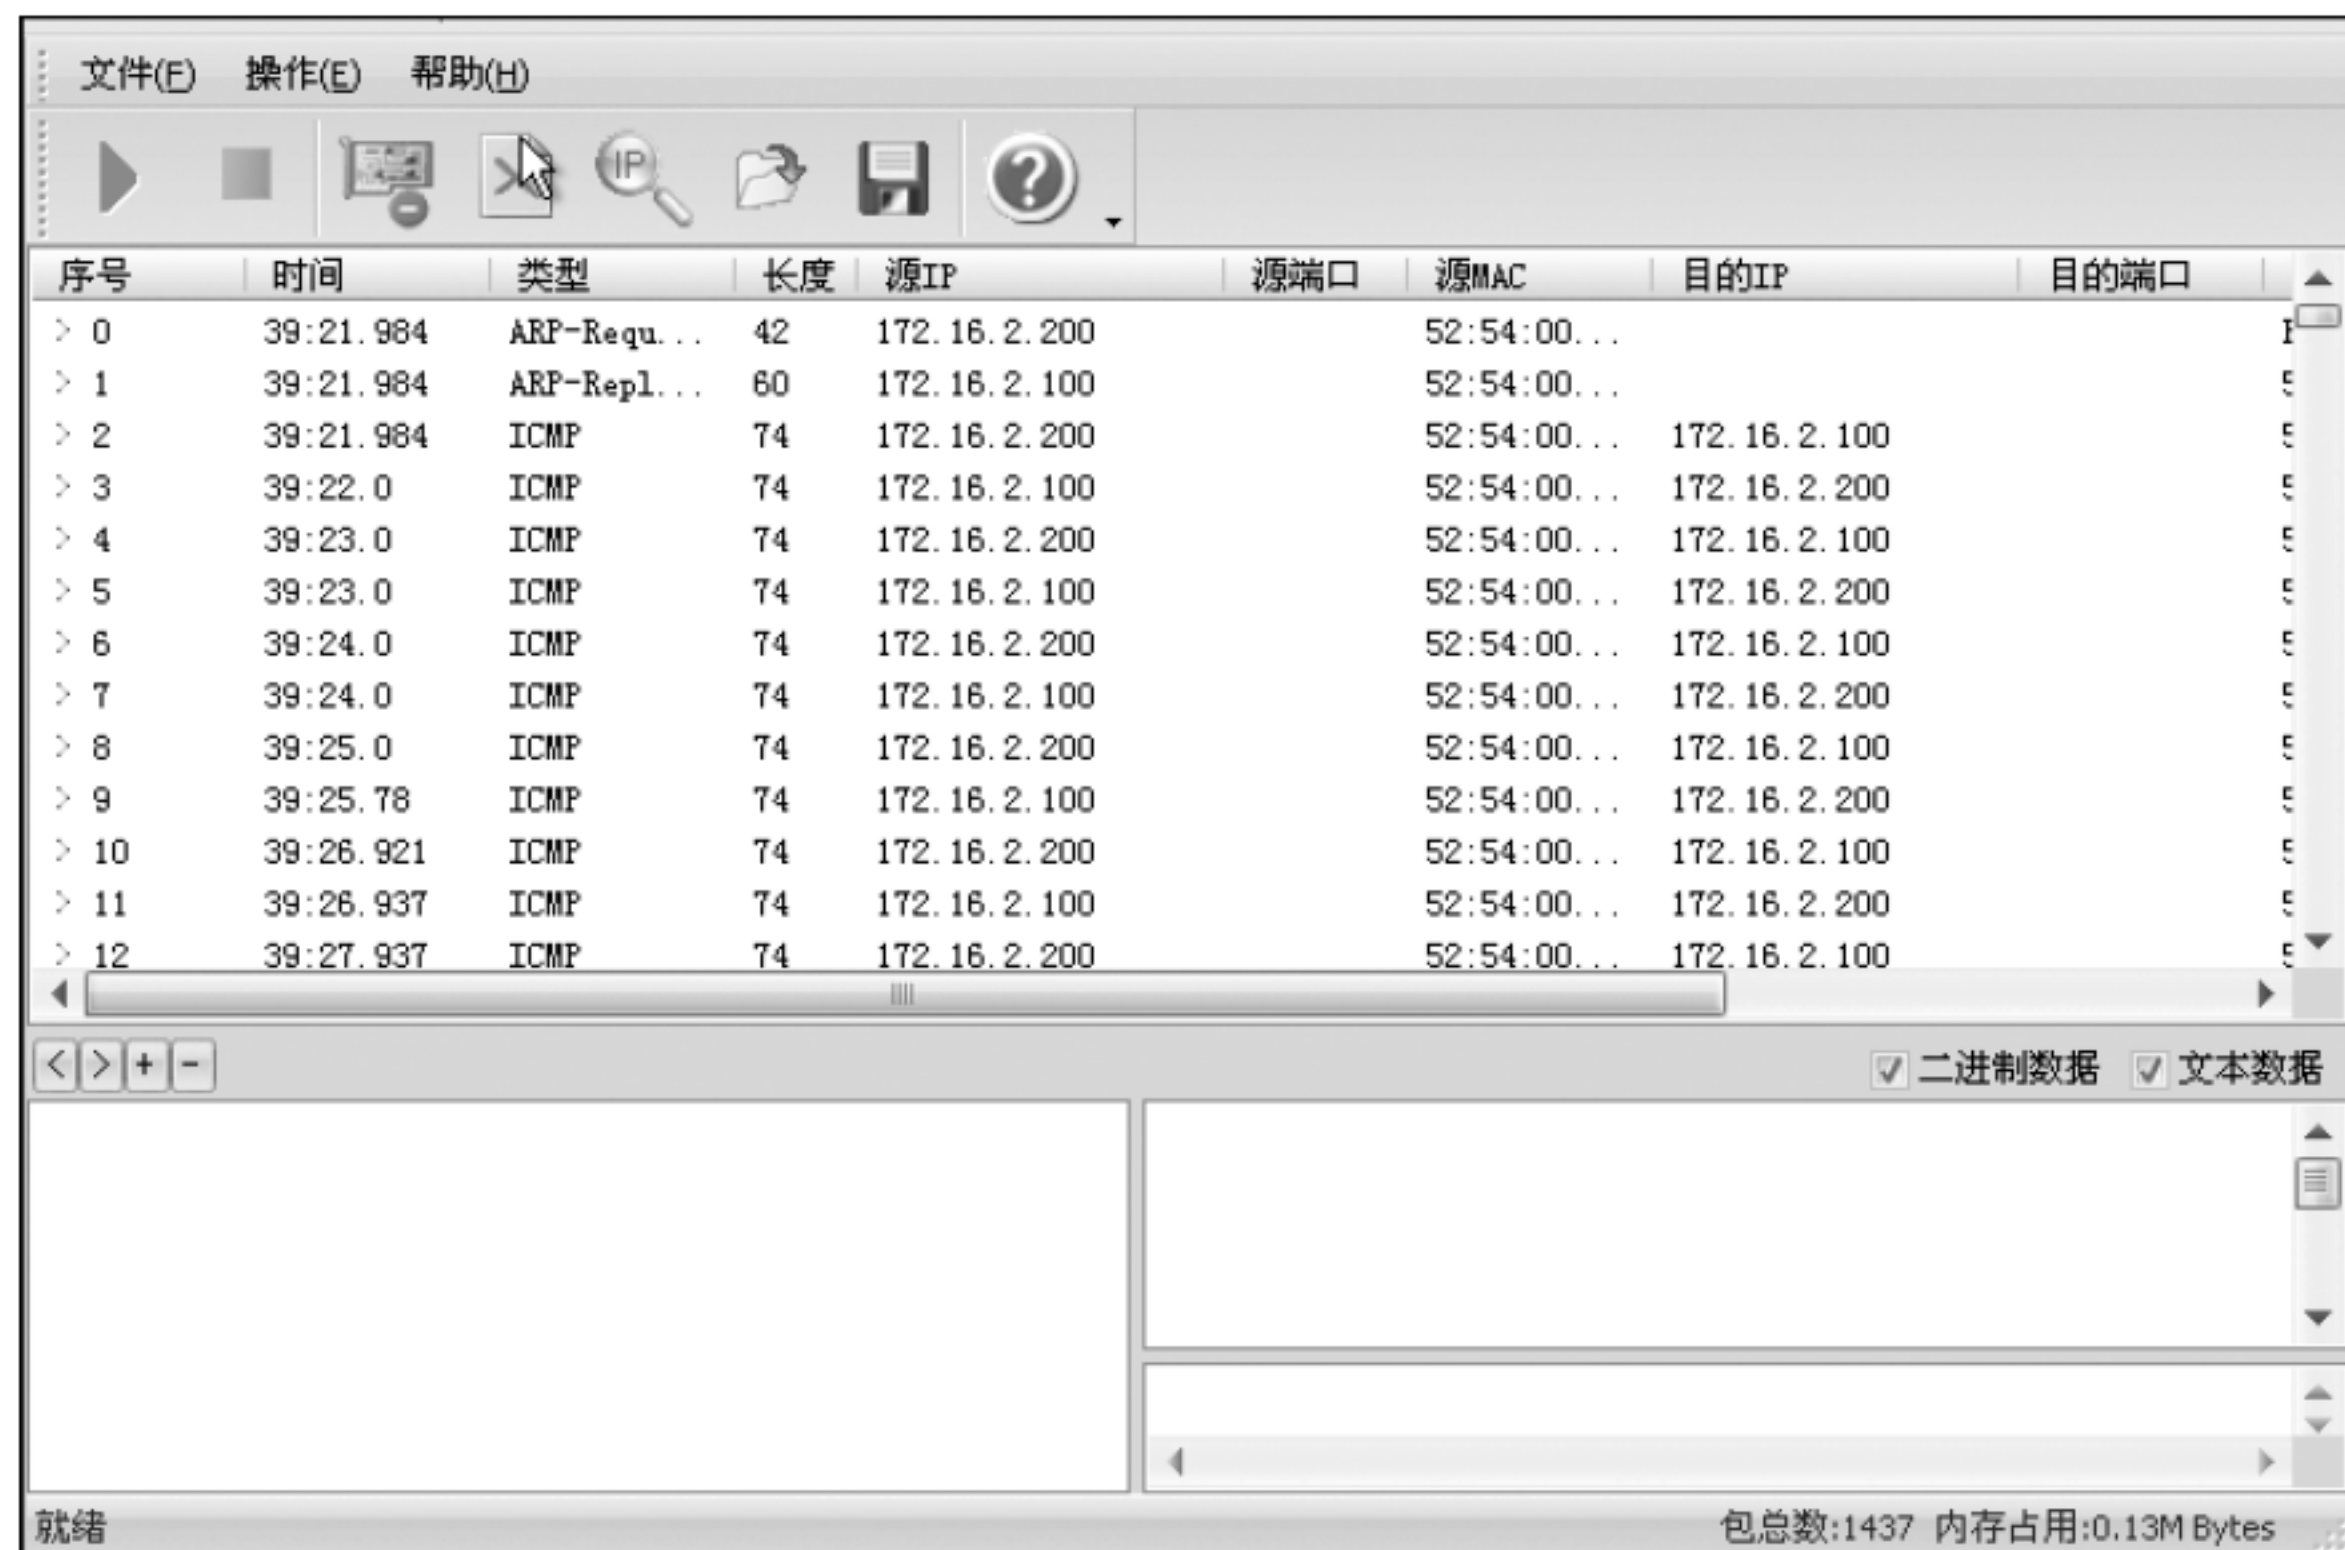 文件(F) 操作(E) 帮助(H)
IP
序号 时间 类型 长度 源IP 源端口 源MAC 目的IP 目的端口
> 0 39:21.984 ARP-Requ... 42 172.16.2.200 52:54:00...
> 1 39:21.984 ARP-Repl... 60 172.16.2.100 52:54:00...
> 2 39:21.984 ICMP 74 172.16.2.200 52:54:00... 172.16.2.100
> 3 39:22.0 ICMP 74 172.16.2.100 52:54:00... 172.16.2.200
> 4 39:23.0 ICMP 74 172.16.2.200 52:54:00... 172.16.2.100
> 5 39:23.0 ICMP 74 172.16.2.100 52:54:00... 172.16.2.200
> 6 39:24.0 ICMP 74 172.16.2.200 52:54:00... 172.16.2.100
> 7 39:24.0 ICMP 74 172.16.2.100 52:54:00... 172.16.2.200
> 8 39:25.0 ICMP 74 172.16.2.200 52:54:00... 172.16.2.100
> 9 39:25.78 ICMP 74 172.16.2.100 52:54:00... 172.16.2.200
> 10 39:26.921 ICMP 74 172.16.2.200 52:54:00... 172.16.2.100
> 11 39:26.937 ICMP 74 172.16.2.100 52:54:00... 172.16.2.200
> 12 39:27.937 ICMP 74 172.16.2.200 52:54:00... 172.16.2.100
< > + - 二进制数据 文本数据
就绪 包总数:1437 内存占用:0.13M Bytes